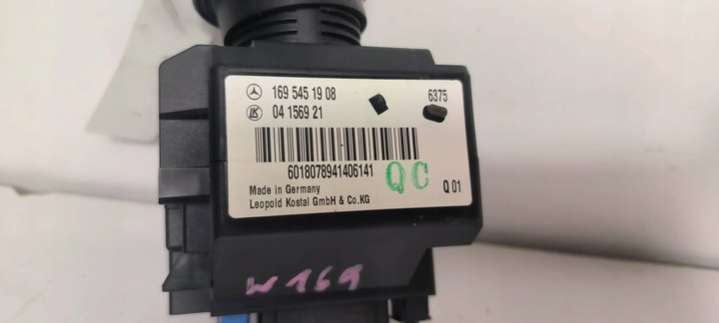 169 545 19 08 6375
04 1569 21
6018078941406141
QC
Made in Germany
Leopold Kostal GmbH & Co.KG
Q 01
w169